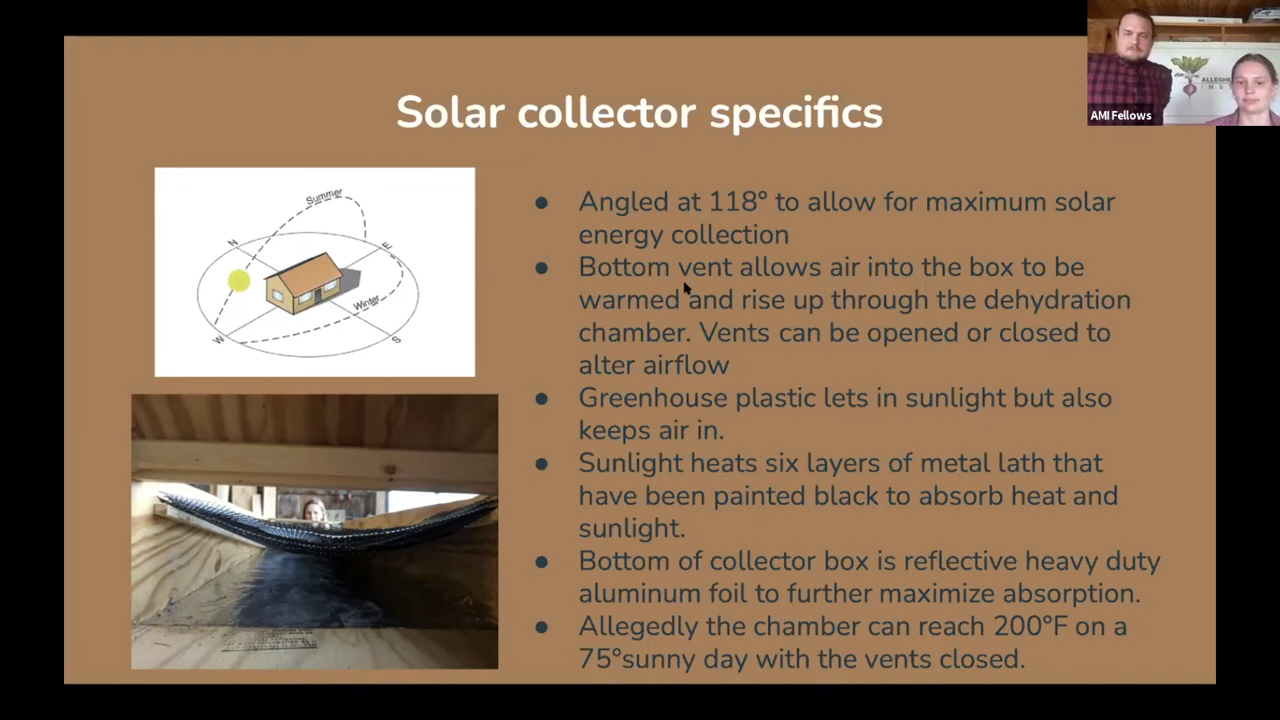 Solar collector specifics
AMI Fellows
ALLEGHE
INST
Summer
N
E
Winter
W
S
● Angled at 118° to allow for maximum solar
energy collection
● Bottom vent allows air into the box to be
warmed and rise up through the dehydration
chamber. Vents can be opened or closed to
alter airflow
● Greenhouse plastic lets in sunlight but also
keeps air in.
● Sunlight heats six layers of metal lath that
have been painted black to absorb heat and
sunlight.
● Bottom of collector box is reflective heavy duty
aluminum foil to further maximize absorption.
● Allegedly the chamber can reach 200°F on a
75°sunny day with the vents closed.